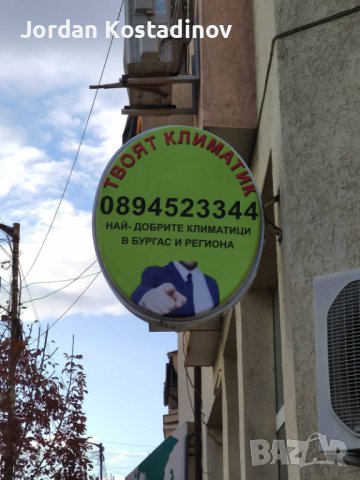 Jordan Kostadinov
ТВОЯТ КЛИМАТИК
0894523344
НАЙ- ДОБРИТЕ КЛИМАТИЦИ
В БУРГАС И РЕГИОНА
BAZAR